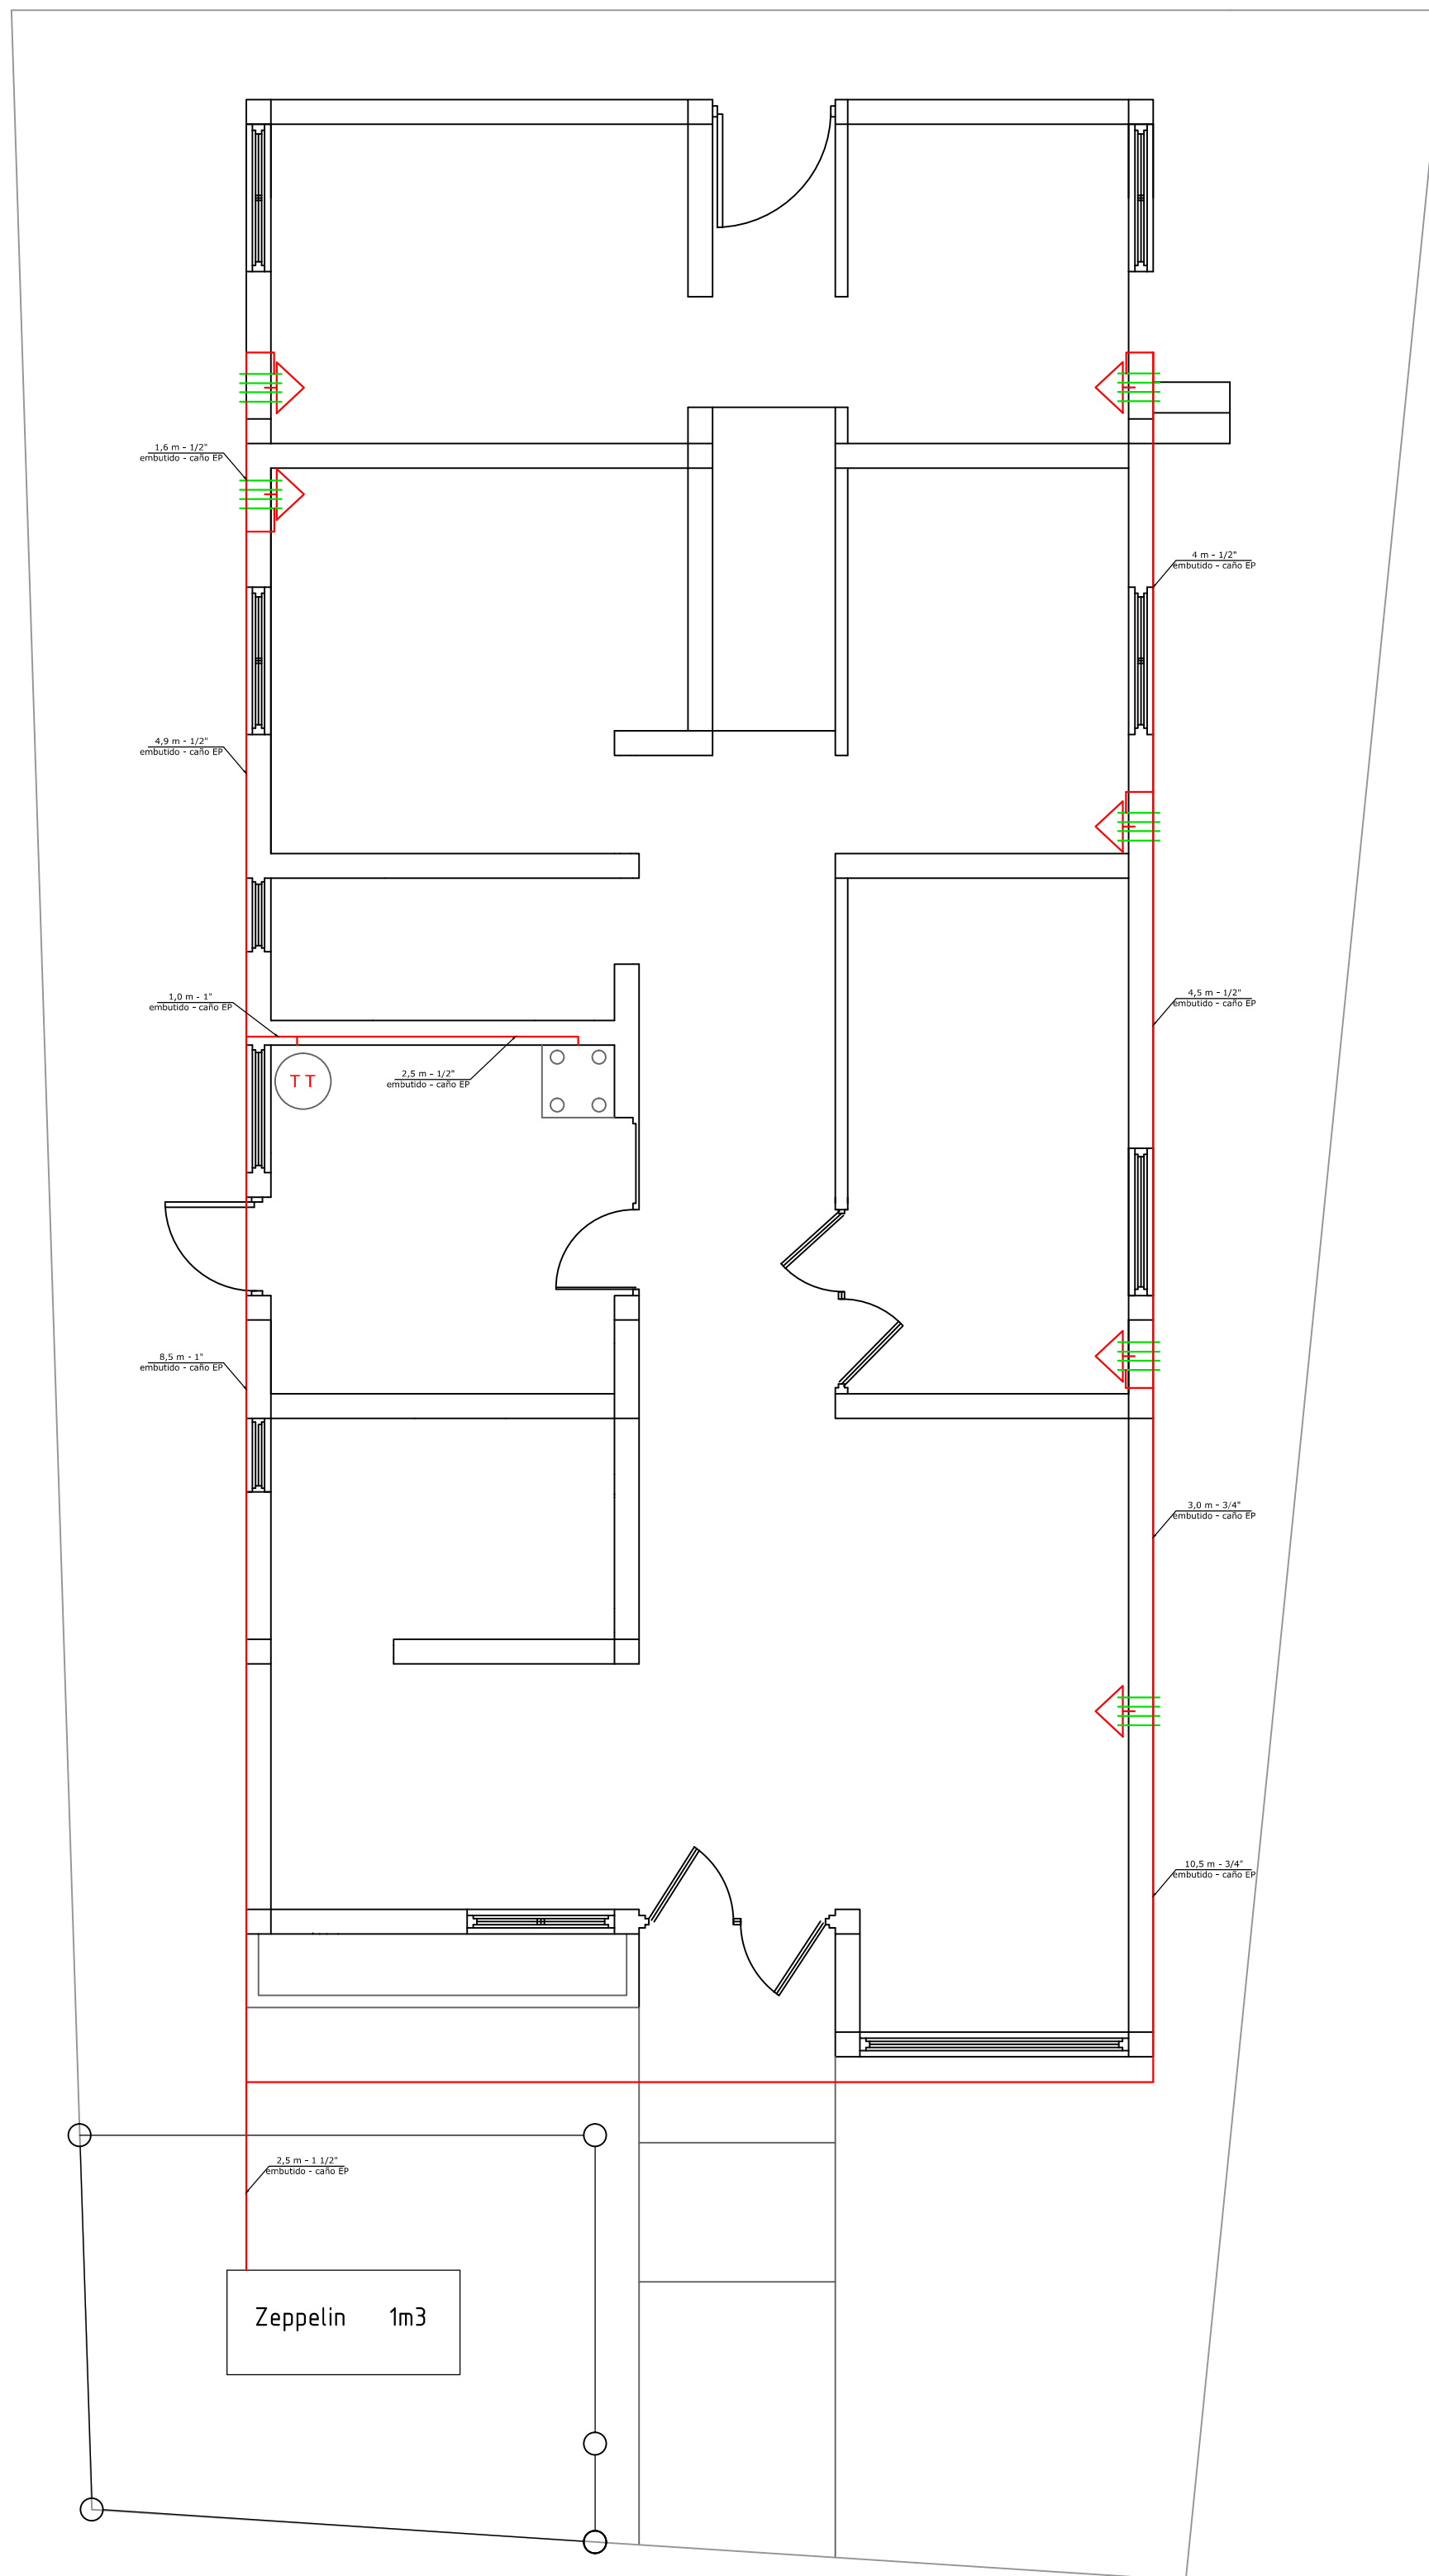 1,6 m - 1/2"
embutido - caño EP
4 m - 1/2"
embutido - caño EP
4,9 m - 1/2"
embutido - caño EP
1,0 m - 1"
embutido - caño EP
4,5 m - 1/2"
embutido - caño EP
T T
2,5 m - 1/2"
embutido - caño EP
8,5 m - 1"
embutido - caño EP
3,0 m - 3/4"
embutido - caño EP
10,5 m - 3/4"
embutido - caño EP
2,5 m - 1 1/2"
embutido - caño EP
Zeppelin 1m3